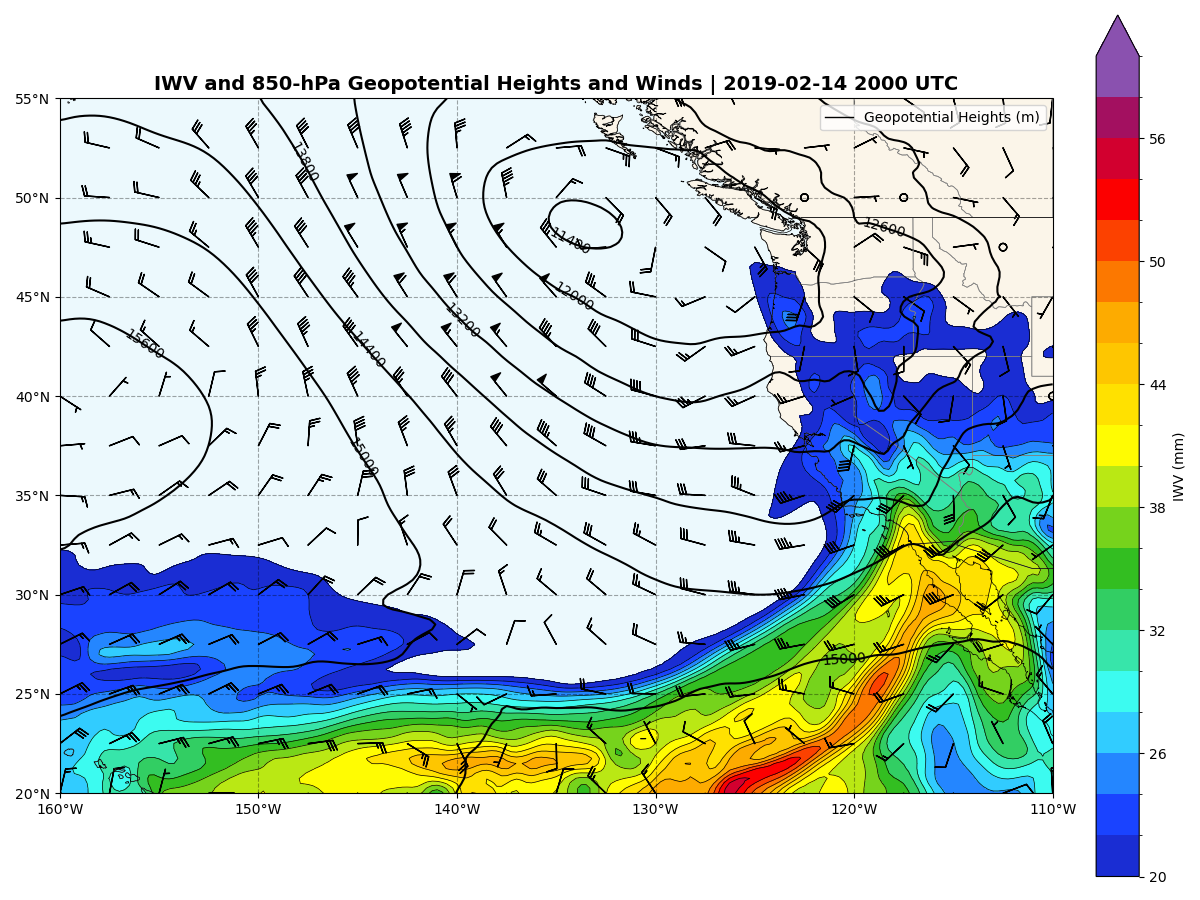 IWV and 850-hPa Geopotential Heights and Winds | 2019-02-14 2000 UTC
Geopotential Heights (m)
55°N
50°N
45°N
40°N
35°N
30°N
25°N
20°N
160°W
150°W
140°W
130°W
120°W
110°W
13800
12600
11400
12000
13200
14400
15600
15000
15000
56
50
44
38
32
26
20
IWV (mm)